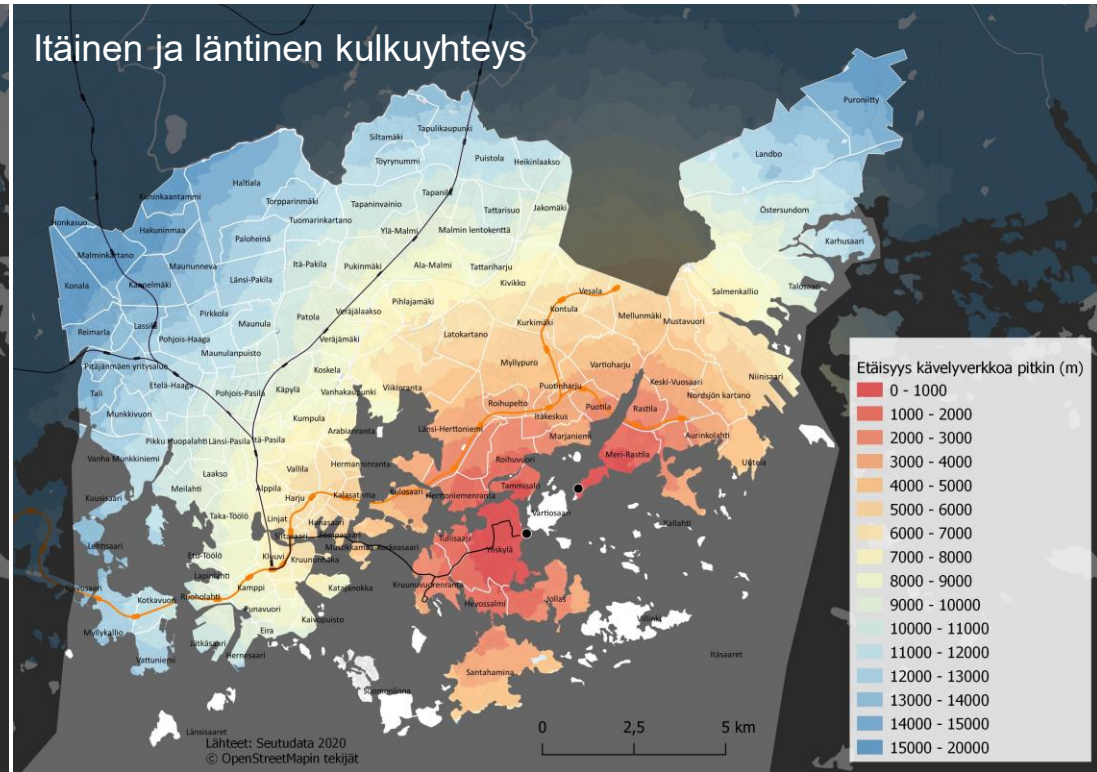 Itäinen ja läntinen kulkuyhteys
Puroniitty
Tapulikaupunki
Siltamäki
Landbo
Töyrynummi
Puistola
Heikinlaakso
Haltiala
Kuninkaantammi
Tapanila
Torpparinmäki
Tapaninvainio
Honkasuo
Tattarisuo
Jakomäki
Östersundom
Tuomarinkartano
Hakuninmaa
Paloheinä
Ylä-Malmi
Malmin lentokenttä
Karhusaari
Malminkartano
Maununneva
Itä-Pakila
Pukinmäki
Ala-Malmi
Tattariharju
Länsi-Pakila
Kivikko
Konala
Kannelmäki
Talosaari
Vesala
Salmenkallio
Pihlajamäki
Kontula
Pirkkola
Patola
Veräjälaakso
Mellunmäki
Kurkimäki
Mustavuori
Reimarla
Lassila
Maunula
Latokartano
Pohjois-Haaga
Veräjämäki
Maunulanpuisto
Myllypuro
Vartioharju
Pitäjänmäen yritysalue
Koskela
Niinisaari
Keski-Vuosaari
Etelä-Haaga
Pohjois-Pasila
Käpylä
Viikinranta
Puotinharju
Tali
Vanhakaupunki
Nordsjön kartano
Roihupelto
Puotila
Rastila
Munkkivuori
Kumpula
Itäkeskus
Arabianranta
Länsi-Herttoniemi
Marjaniemi
Aurinkolahti
Pikku Huopalahti
Länsi-Pasila
Itä-Pasila
Vanha Munkkiniemi
Meri-Rastila
Roihuvuori
Hermanninranta
Uutela
Laakso
Vallila
Meilahti
Alppila
Tammisalo
Kuusisaari
Harju
Kalasatama
Kulosaari
Herttoniemenranta
Vartiosaari
Taka-Töölö
Linjat
Hanasaari
Kallahti
Siltasaari
Sompasaari
Tullisaari
Lehtisaari
Mustikkamaa
Korkeasaari
Yliskylä
Etu-Töölö
Kluuvi
Kruununhaka
Lapinlahti
Keilaniemi
Kamppi
Katajanokka
Kruunuvuorenranta
Kotkavuori
Ruoholahti
Hevossalmi
Jollas
Punavuori
Kaivopuisto
Villinki
Myllykallio
Eira
Jätkäsaari
Hernesaari
Vattuniemi
Itäsaaret
Santahamina
Suomenlinna
Länsisaaret
Lähteet: Seutudata 2020
© OpenStreetMapin tekijät
0 2,5 5 km
Etäisyys kävelyverkkoa pitkin (m)
0 - 1000
1000 - 2000
2000 - 3000
3000 - 4000
4000 - 5000
5000 - 6000
6000 - 7000
7000 - 8000
8000 - 9000
9000 - 10000
10000 - 11000
11000 - 12000
12000 - 13000
13000 - 14000
14000 - 15000
15000 - 20000